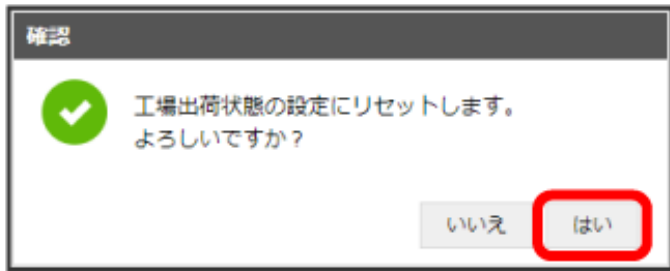 確認
工場出荷状態の設定にリセットします。
よろしいですか？
いいえ
はい